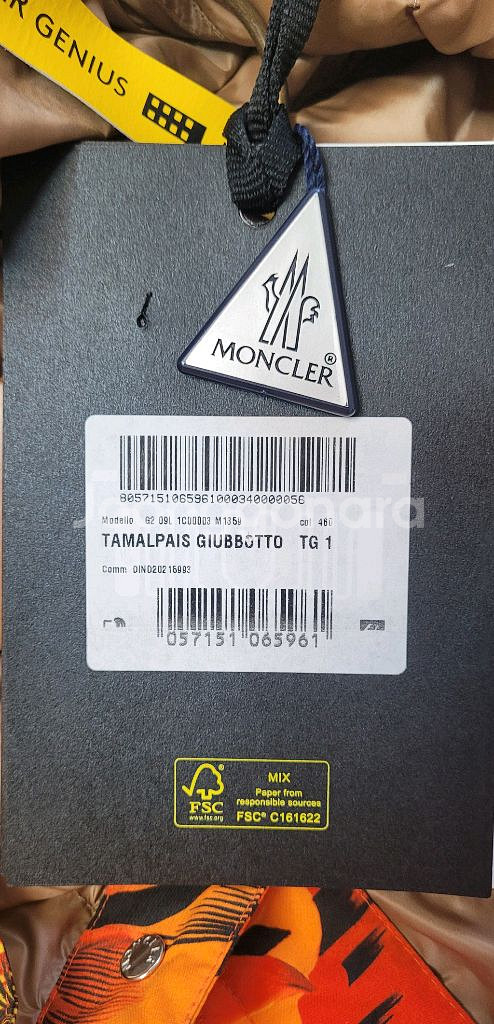 R GENIUS
MONCLER®
8057151065961000340000056
Modello G2 09L 1C00003 M1359 col 460
TAMALPAIS GIUBBOTTO TG 1
Comm DIN020216993
057151 065961
MIX
Paper from
responsible sources
FSC
www.fsc.org
FSC® C161622